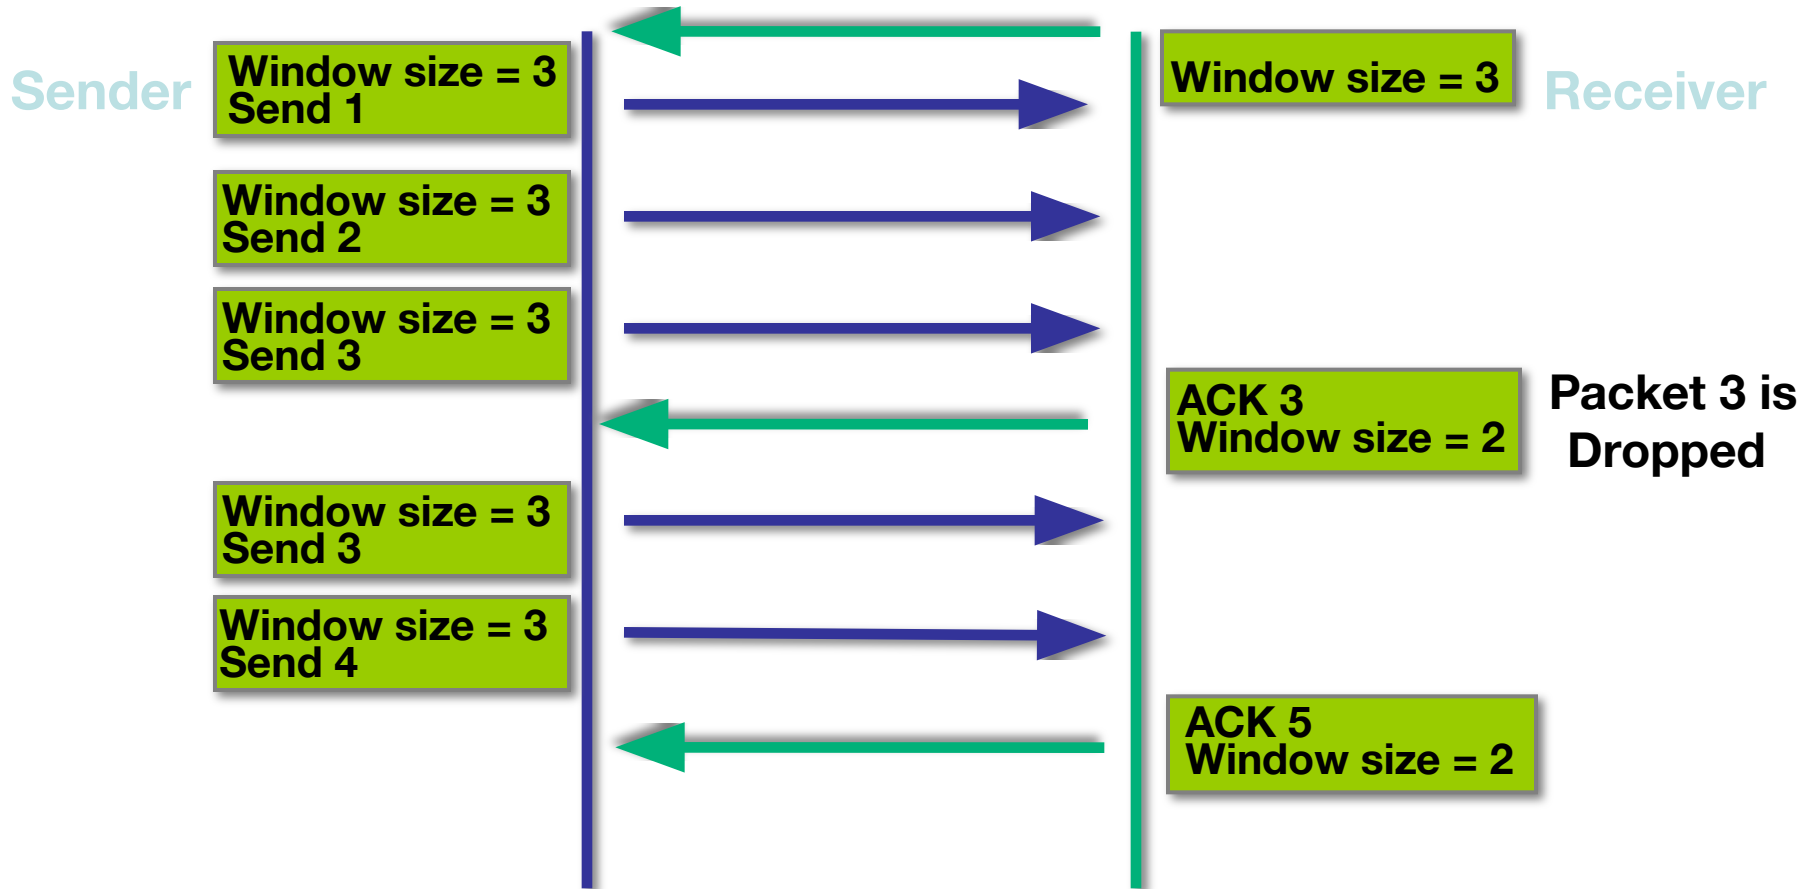 Sender
Window size = 3
Send 1
Window size = 3
Receiver
Window size = 3
Send 2
Window size = 3
Send 3
ACK 3
Window size = 2
Packet 3 is
Dropped
Window size = 3
Send 3
Window size = 3
Send 4
ACK 5
Window size = 2